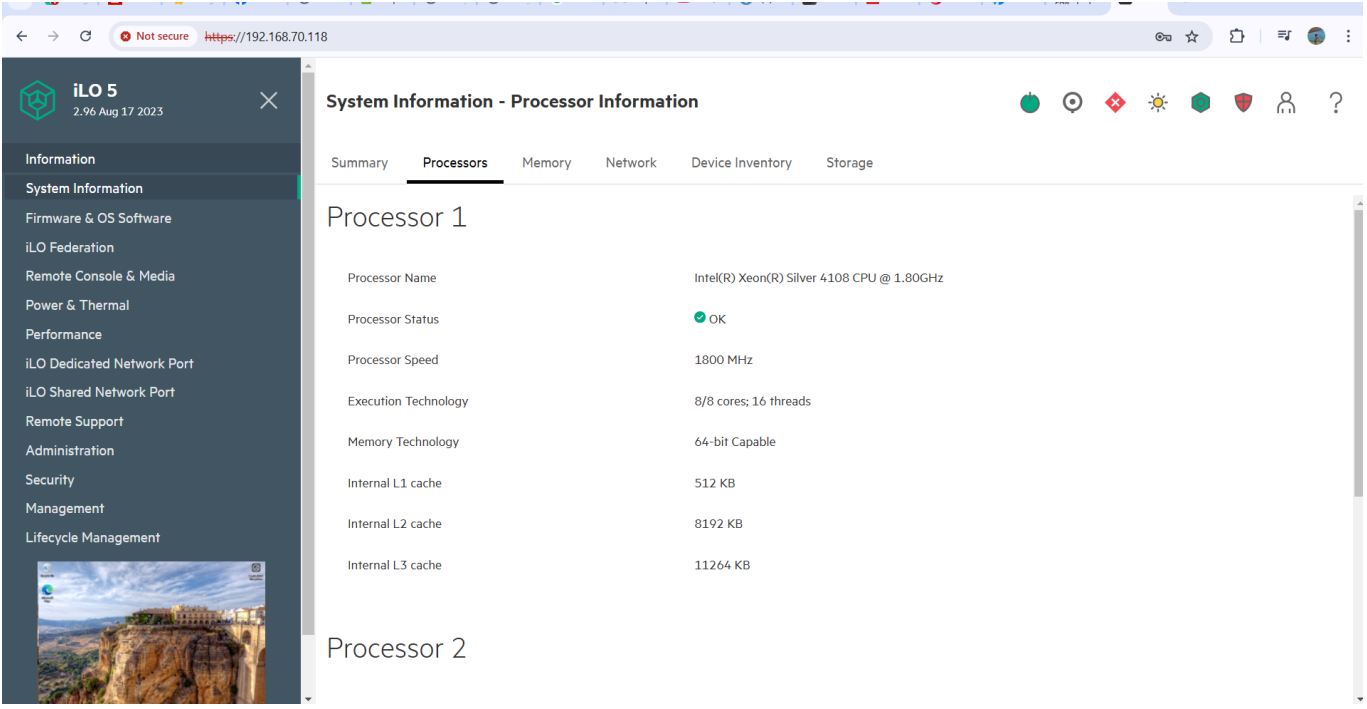 Not secure https://192.168.70.118
iLO 5
2.96 Aug 17 2023
Information
System Information
Firmware & OS Software
iLO Federation
Remote Console & Media
Power & Thermal
Performance
iLO Dedicated Network Port
iLO Shared Network Port
Remote Support
Administration
Security
Management
Lifecycle Management
System Information - Processor Information
?
Summary Processors Memory Network Device Inventory Storage
Processor 1
Processor Name Intel(R) Xeon(R) Silver 4108 CPU @ 1.80GHz
Processor Status OK
Processor Speed 1800 MHz
Execution Technology 8/8 cores; 16 threads
Memory Technology 64-bit Capable
Internal L1 cache 512 KB
Internal L2 cache 8192 KB
Internal L3 cache 11264 KB
Processor 2